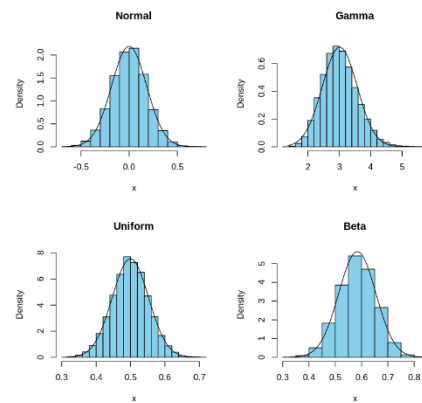 Normal
Density
0.0 0.5 1.0 1.5 2.0
-0.5 0.0 0.5
x
Gamma
Density
0.0 0.2 0.4 0.6
2 3 4 5
x
Uniform
Density
0 2 4 6 8
0.3 0.4 0.5 0.6 0.7
x
Beta
Density
0 1 2 3 4 5
0.3 0.4 0.5 0.6 0.7 0.8
x